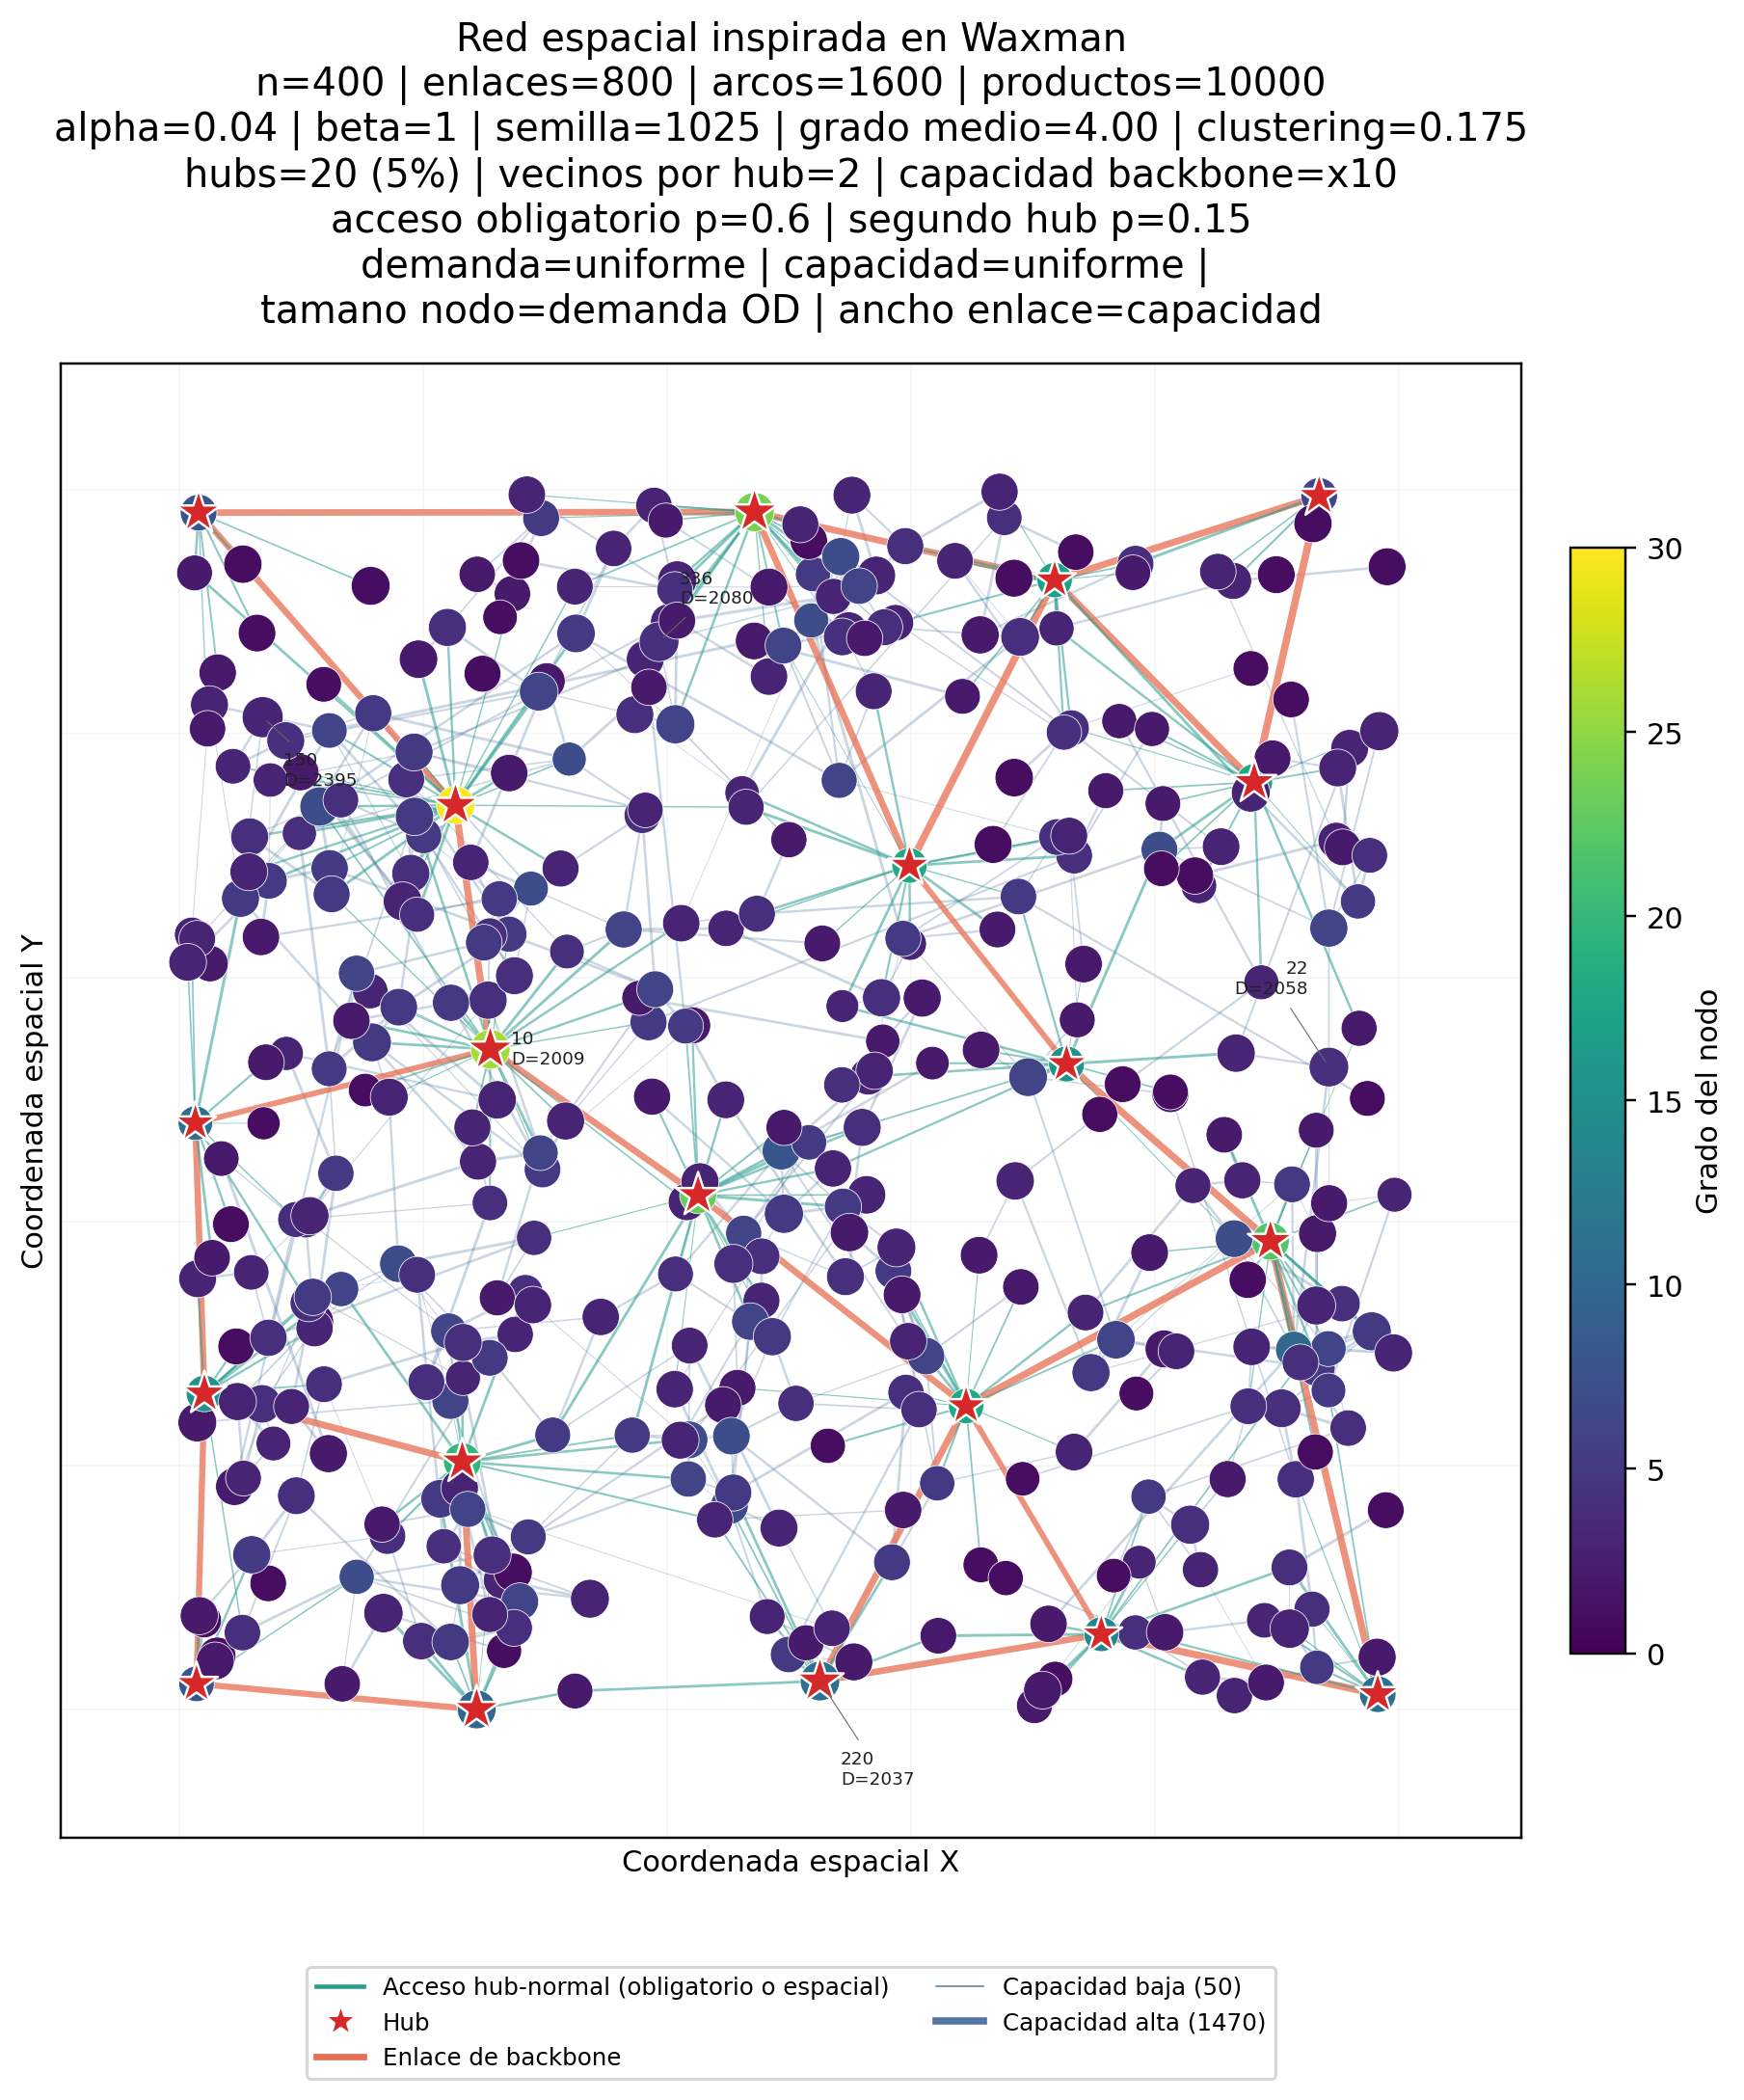 Red espacial inspirada en Waxman
n=400 | enlaces=800 | arcos=1600 | productos=10000
alpha=0.04 | beta=1 | semilla=1025 | grado medio=4.00 | clustering=0.175
hubs=20 (5%) | vecinos por hub=2 | capacidad backbone=x10
acceso obligatorio p=0.6 | segundo hub p=0.15
demanda=uniforme | capacidad=uniforme |
tamano nodo=demanda OD | ancho enlace=capacidad
336
D=2080
150
D=2395
22
D=2058
10
D=2009
220
D=2037
Coordenada espacial Y
Coordenada espacial X
30
25
20
15
10
5
0
Grado del nodo
Acceso hub-normal (obligatorio o espacial)
Hub
Enlace de backbone
Capacidad baja (50)
Capacidad alta (1470)